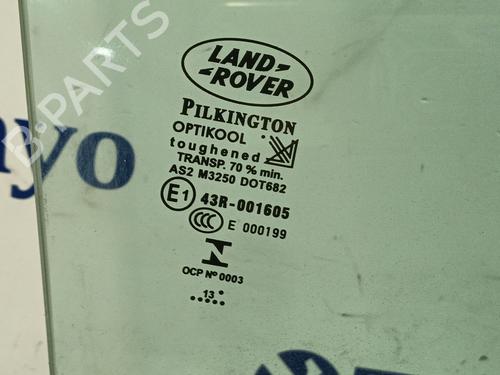 B-PARTS
LAND-
-ROVER
PILKINGTON
OPTIKOOL
toughened
TRANSP. 70 % min.
AS2 M3250 DOT682
E1 43R-001605
CCC E 000199
OCP Nº 0003
.13.
yo